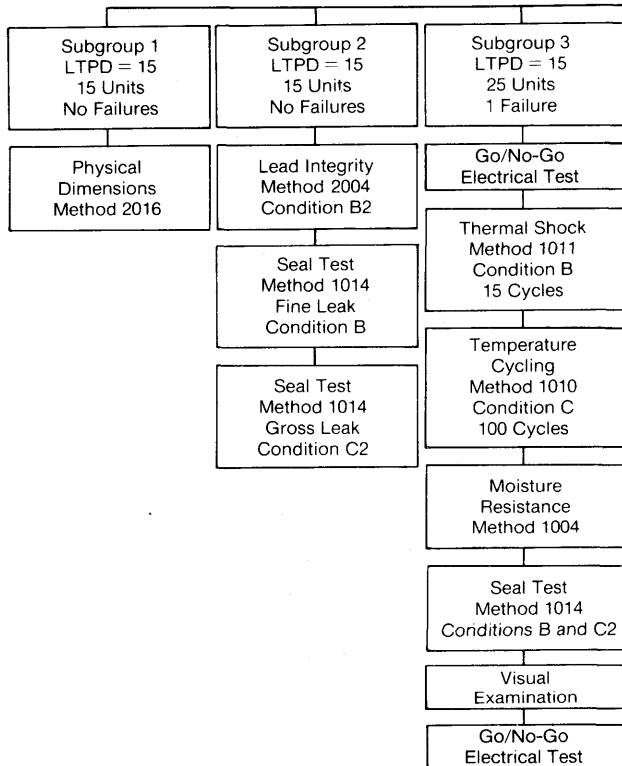 Subgroup 1
LTPD = 15
15 Units
No Failures
Physical
Dimensions
Method 2016
Subgroup 2
LTPD = 15
15 Units
No Failures
Lead Integrity
Method 2004
Condition B2
Seal Test
Method 1014
Fine Leak
Condition B
Seal Test
Method 1014
Gross Leak
Condition C2
Subgroup 3
LTPD = 15
25 Units
1 Failure
Go/No-Go
Electrical Test
Thermal Shock
Method 1011
Condition B
15 Cycles
Temperature
Cycling
Method 1010
Condition C
100 Cycles
Moisture
Resistance
Method 1004
Seal Test
Method 1014
Conditions B and C2
Visual
Examination
Go/No-Go
Electrical Test